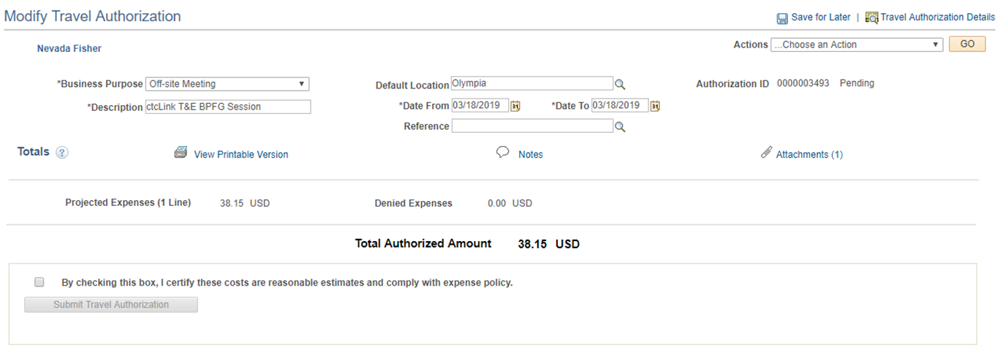 Modify Travel Authorization
Save for Later | Travel Authorization Details
Nevada Fisher
Actions ...Choose an Action GO
*Business Purpose Off-site Meeting Default Location Olympia Authorization ID 0000003493 Pending
*Description ctcLink T&E BPFG Session *Date From 03/18/2019 31 *Date To 03/18/2019 31
Reference
Totals ? View Printable Version Notes Attachments (1)
Projected Expenses (1 Line) 38.15 USD Denied Expenses 0.00 USD
Total Authorized Amount 38.15 USD
By checking this box, I certify these costs are reasonable estimates and comply with expense policy.
Submit Travel Authorization